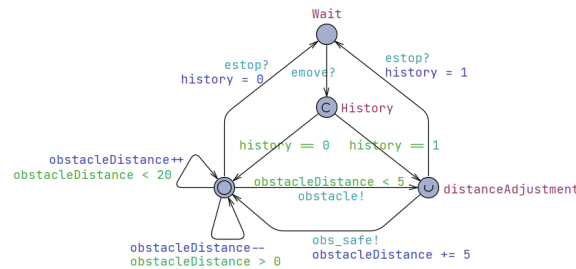 Wait
estop?
history = 0
emove?
estop?
history = 1
C
History
history == 0
history == 1
obstacleDistance++
obstacleDistance < 20
obstacleDistance < 5
obstacle!
U
distanceAdjustment
obstacleDistance--
obstacleDistance > 0
obs_safe!
obstacleDistance += 5